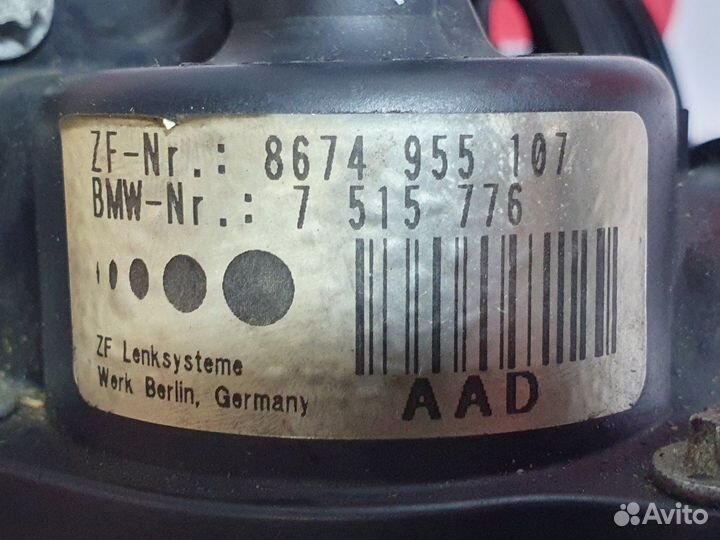 ZF-Nr.: 8674 955 107
BMW-Nr.: 7 515 776
ZF Lenksysteme
Werk Berlin, Germany
AAD
Avito